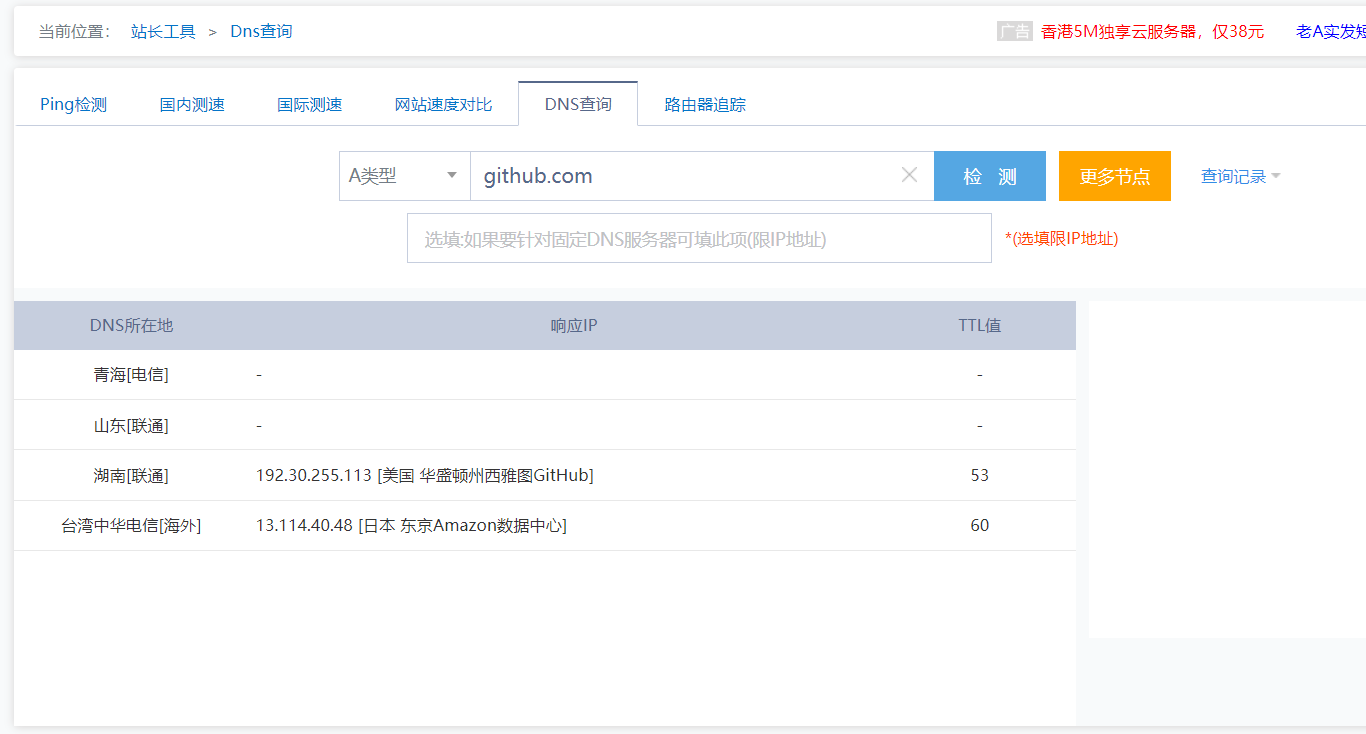 当前位置： 站长工具 > Dns查询 广告 香港5M独享云服务器，仅38元 老A实发短
Ping检测 国内测速 国际测速 网站速度对比 DNS查询 路由器追踪
A类型 github.com 检 测 更多节点 查询记录
选填:如果要针对固定DNS服务器可填此项(限IP地址) *(选填限IP地址)
DNS所在地 响应IP TTL值
青海[电信] - -
山东[联通] - -
湖南[联通] 192.30.255.113 [美国 华盛顿州西雅图GitHub] 53
台湾中华电信[海外] 13.114.40.48 [日本 东京Amazon数据中心] 60